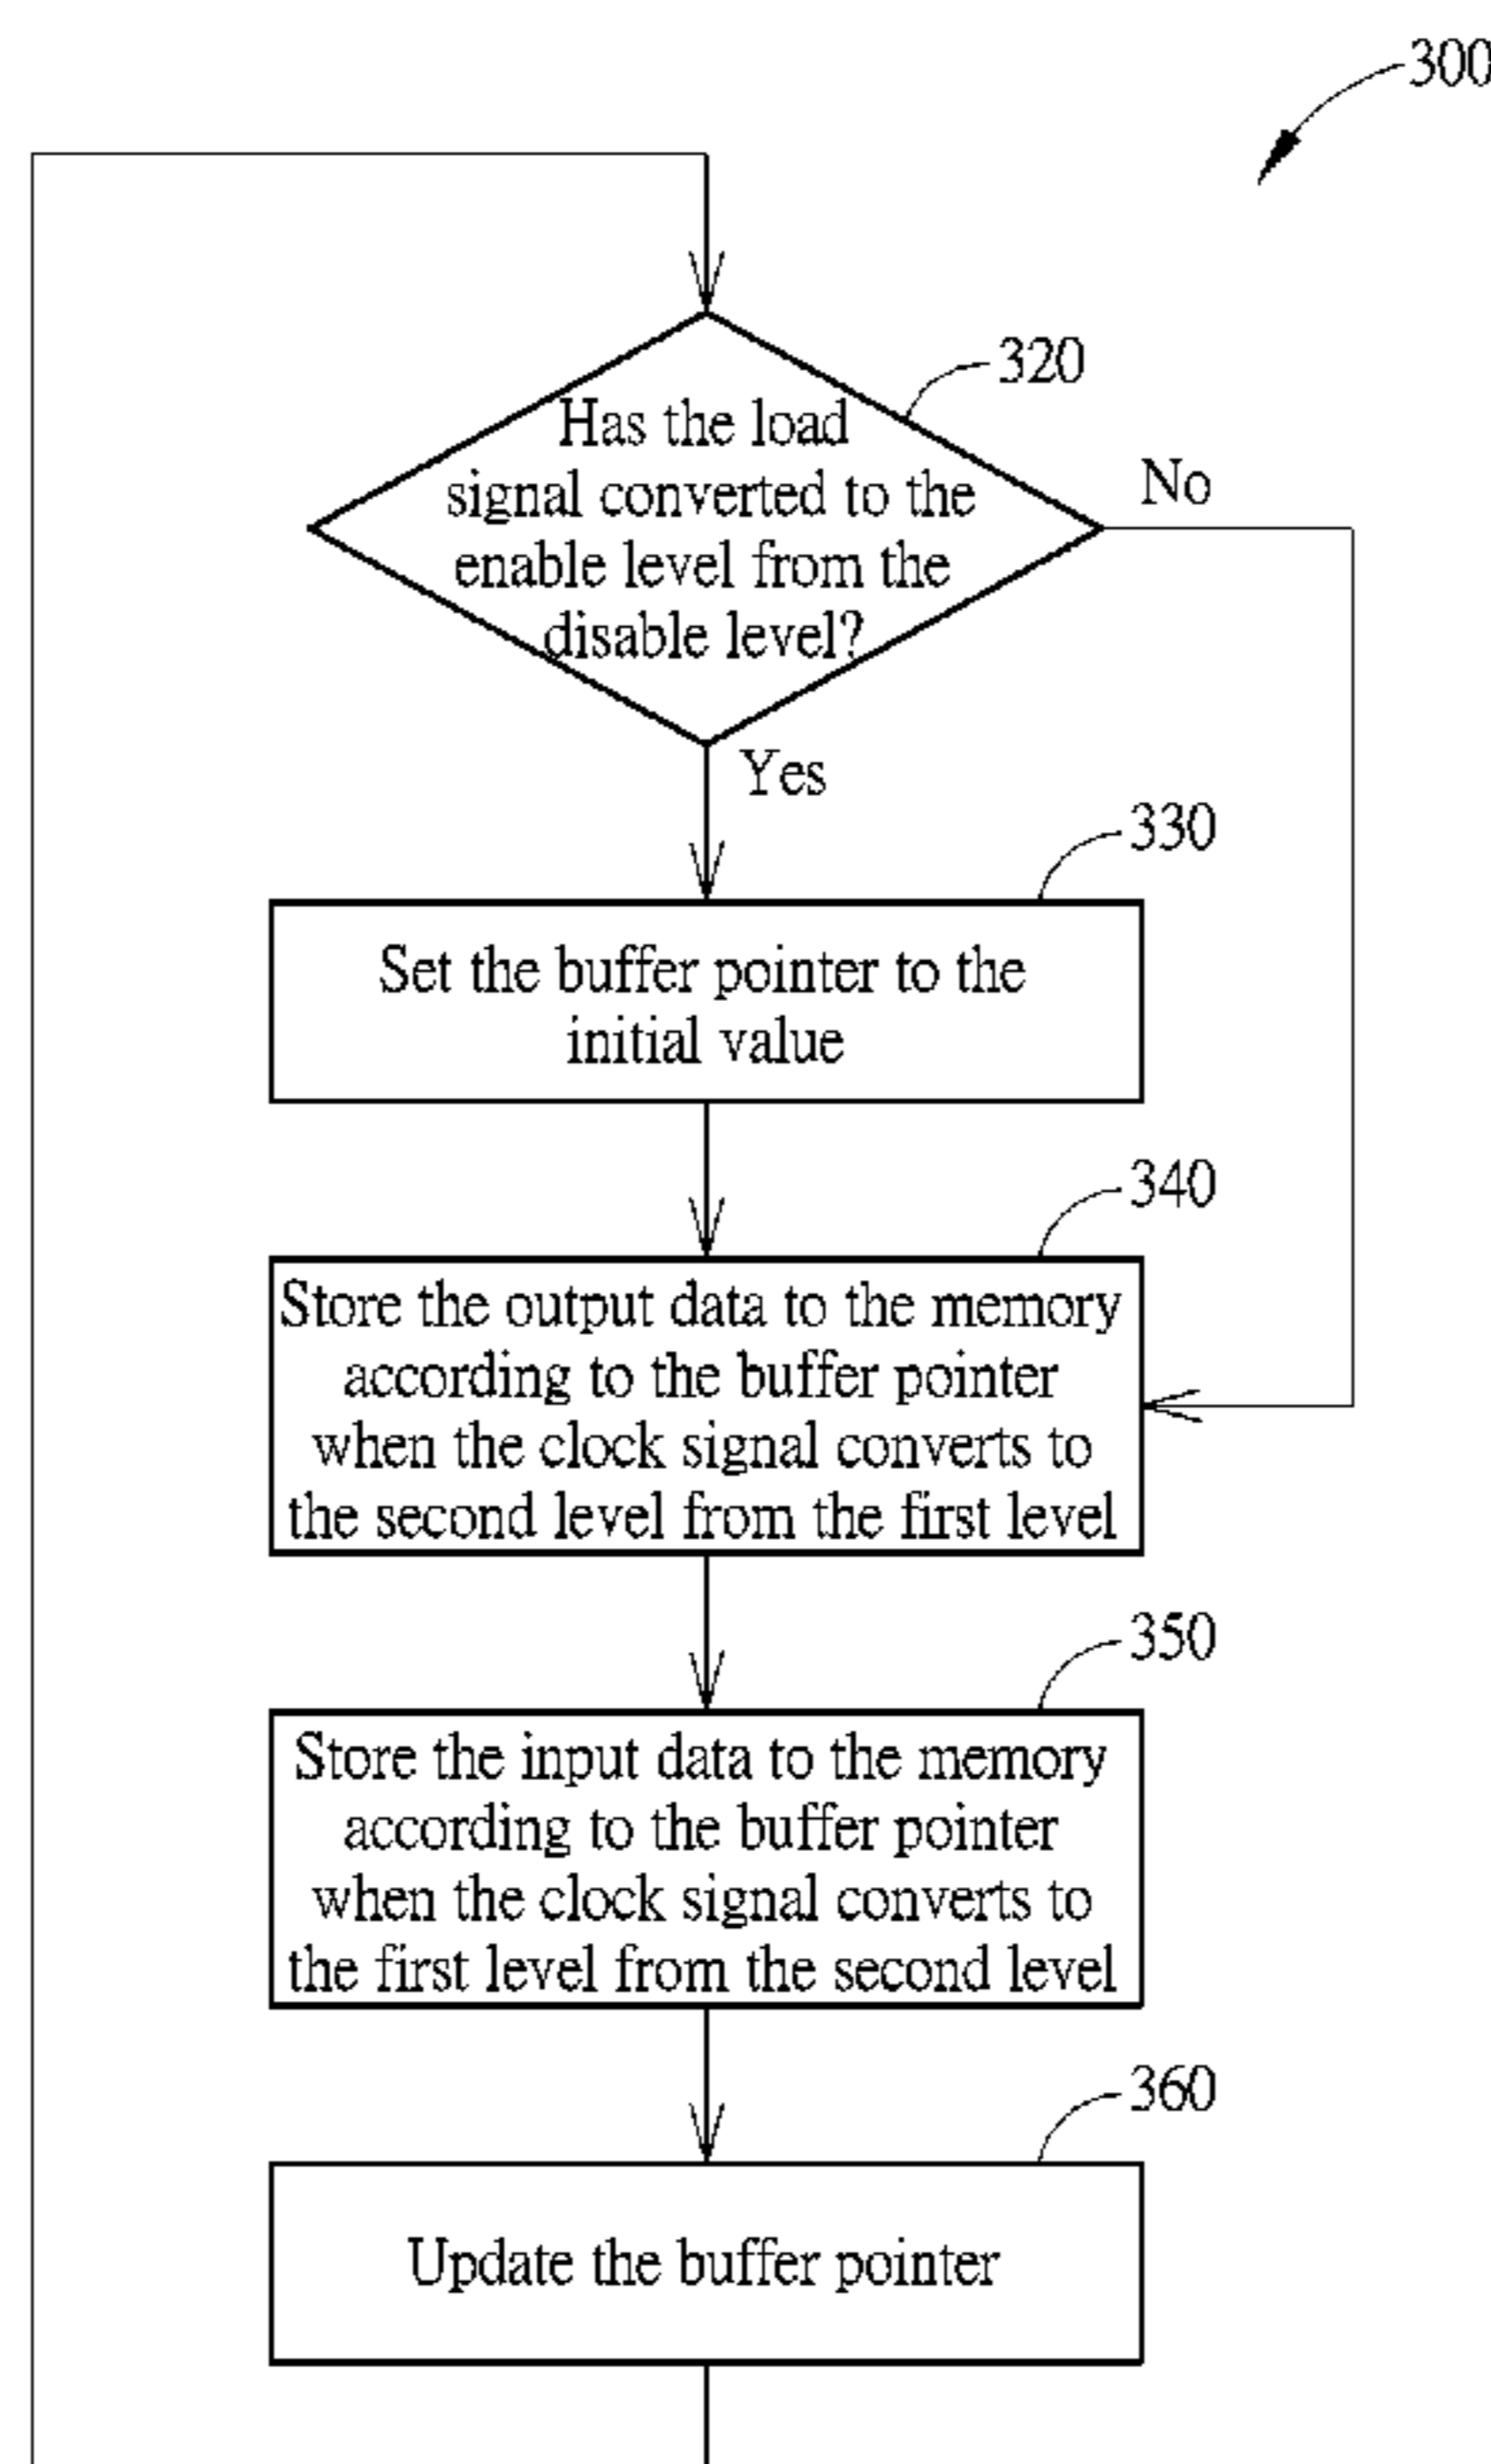 300
320
Has the load
signal converted to the
enable level from the
disable level?
No
Yes
330
Set the buffer pointer to the
initial value
340
Store the output data to the memory
according to the buffer pointer
when the clock signal converts to
the second level from the first level
350
Store the input data to the memory
according to the buffer pointer
when the clock signal converts to
the first level from the second level
360
Update the buffer pointer